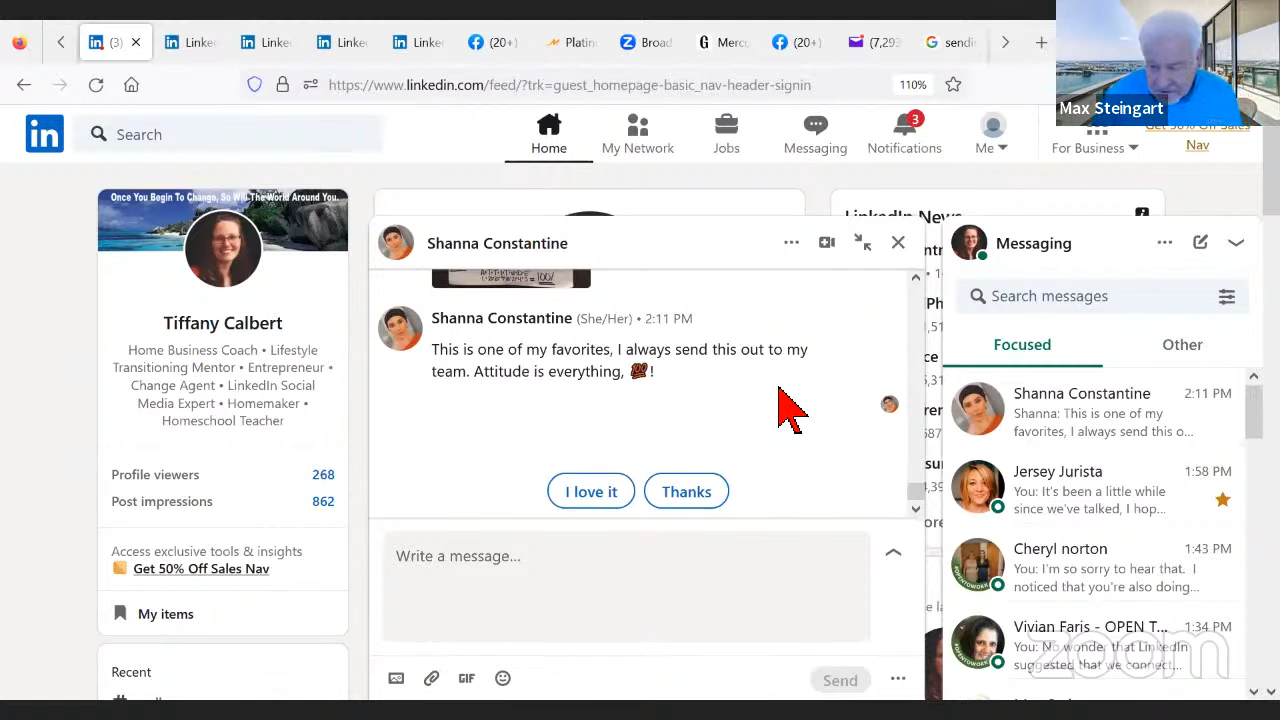 (3)
Linke
Linke
Linke
Linke
(20+)
Platin
Broad
Merc
(20+)
(7,293
sendi
https://www.linkedin.com/feed/?trk=guest_homepage-basic_nav-header-signin
110%
Max Steingart
in
Search
Home
My Network
Jobs
Messaging
3
Notifications
Me
For Business
Get 50% Off Sales
Nav
Once You Begin To Change, So Will The World Around You.
Tiffany Calbert
Home Business Coach • Lifestyle
Transitioning Mentor • Entrepreneur •
Change Agent • LinkedIn Social
Media Expert • Homemaker •
Homeschool Teacher
Profile viewers 268
Post impressions 862
Access exclusive tools & insights
Get 50% Off Sales Nav
My items
Recent
LinkedIn News
Shanna Constantine
Shanna Constantine (She/Her) • 2:11 PM
This is one of my favorites, I always send this out to my
team. Attitude is everything, 💯!
I love it
Thanks
Write a message...
GIF
Send
Messaging
Search messages
Focused
Other
Shanna Constantine 2:11 PM
Shanna: This is one of my
favorites, I always send this o...
Jersey Jurista 1:58 PM
You: It's been a little while
since we've talked, I hop...
Cheryl norton 1:43 PM
You: I'm so sorry to hear that. I
noticed that you're also doing...
Vivian Faris - OPEN T... 1:34 PM
You: No wonder that LinkedIn
suggested that we connect...
zoom